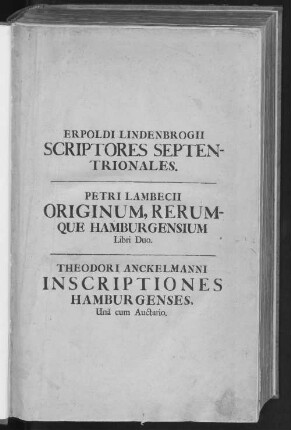 ERPOLDI LINDENBROGII
SCRIPTORES SEPTEN-
TRIONALES.
PETRI LAMBECII
ORIGINUM, RERUM-
QUE HAMBURGENSIUM
Libri Duo.
THEODORI ANCKELMANNI
INSCRIPTIONES
HAMBURGENSES.
Unà cum Auctario.